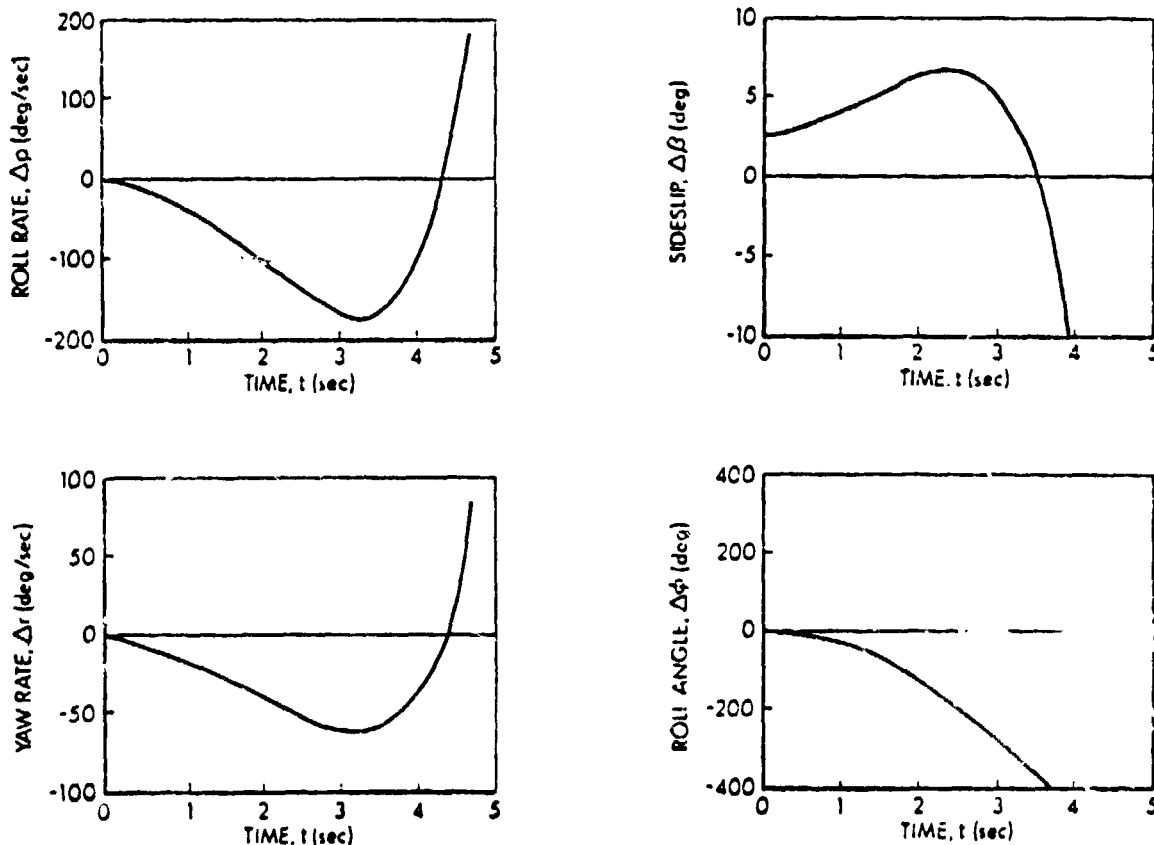 200
100
0
-100
-200
ROLL RATE, Δp (deg/sec)
0 1 2 3 4 5
TIME, t (sec)
10
5
0
-5
-10
SIDESLIP, Δβ (deg)
0 1 2 3 4 5
TIME. t (sec)
100
50
0
-50
-100
YAW RATE, Δr (deg/sec)
0 1 2 3 4 5
TIME, t (sec)
400
200
0
-200
-400
ROLL ANGLE, Δϕ (deg)
0 1 2 3 4 5
TIME, t (sec)